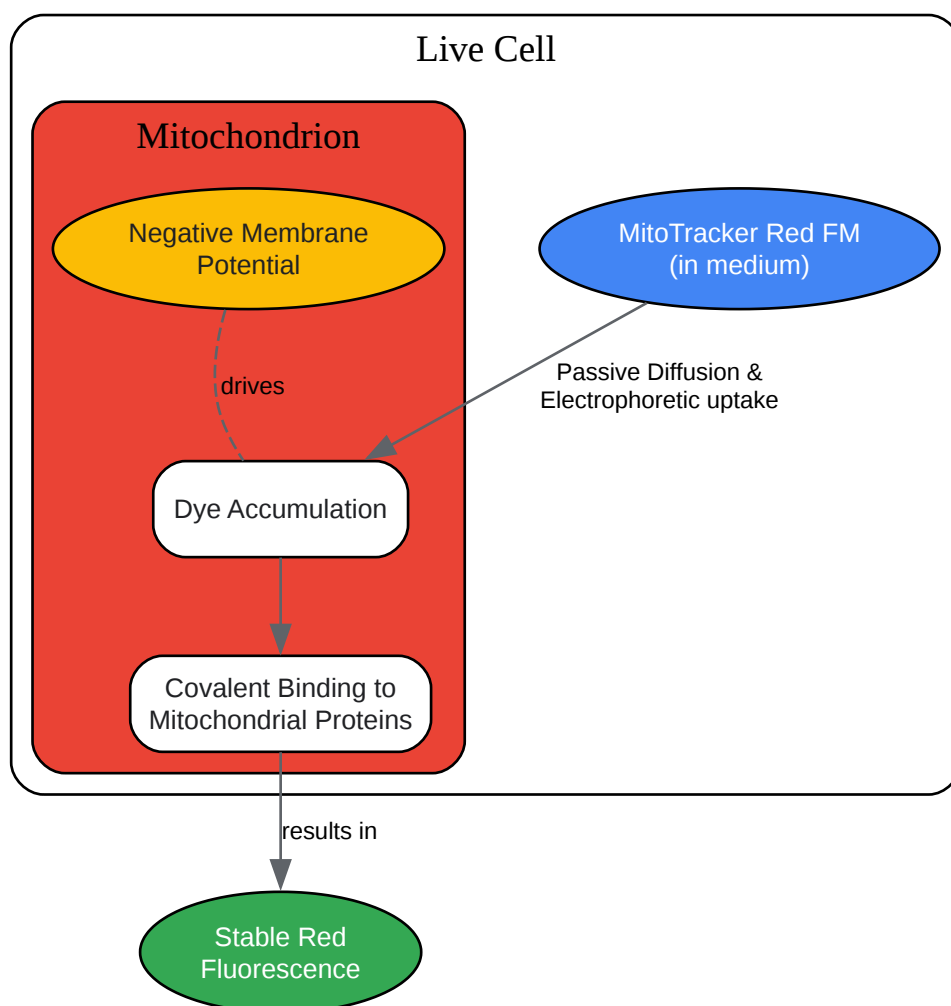 Live Cell
Mitochondrion
Negative Membrane
Potential
MitoTracker Red FM
(in medium)
drives
Passive Diffusion &
Electrophoretic uptake
Dye Accumulation
Covalent Binding to
Mitochondrial Proteins
results in
Stable Red
Fluorescence